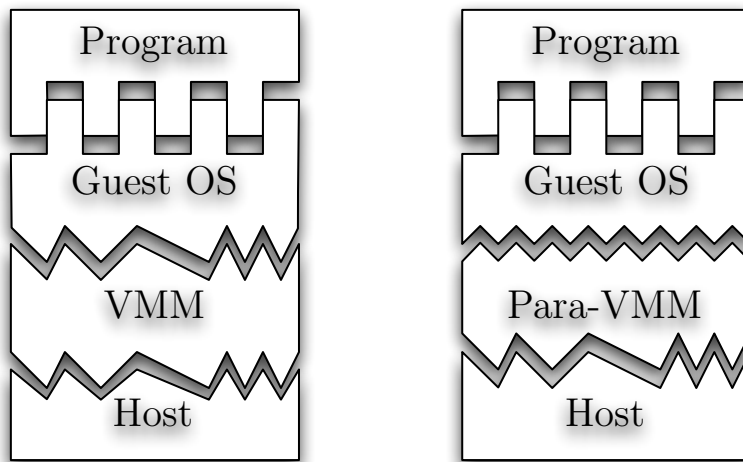 Program
Guest OS
VMM
Host
Program
Guest OS
Para-VMM
Host